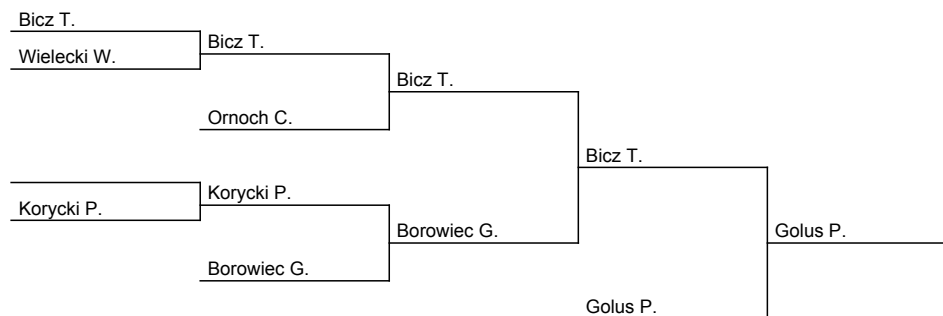 Bicz T.
Wielecki W.
Bicz T.
Bicz T.
Ornoch C.
Bicz T.
Korycki P.
Korycki P.
Borowiec G.
Golus P.
Borowiec G.
Golus P.